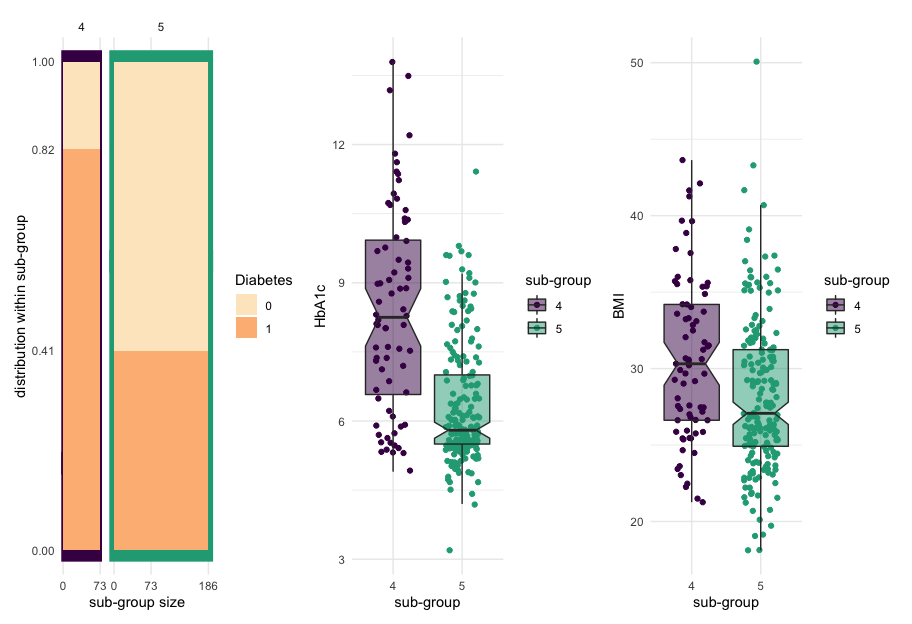 4 5
1.00
0.82
0.41
0.00
distribution within sub-group
0 73 0 73 186
sub-group size
Diabetes
0
1
12
9
6
3
HbA1c
4 5
sub-group
sub-group
4
5
50
40
30
20
BMI
4 5
sub-group
sub-group
4
5